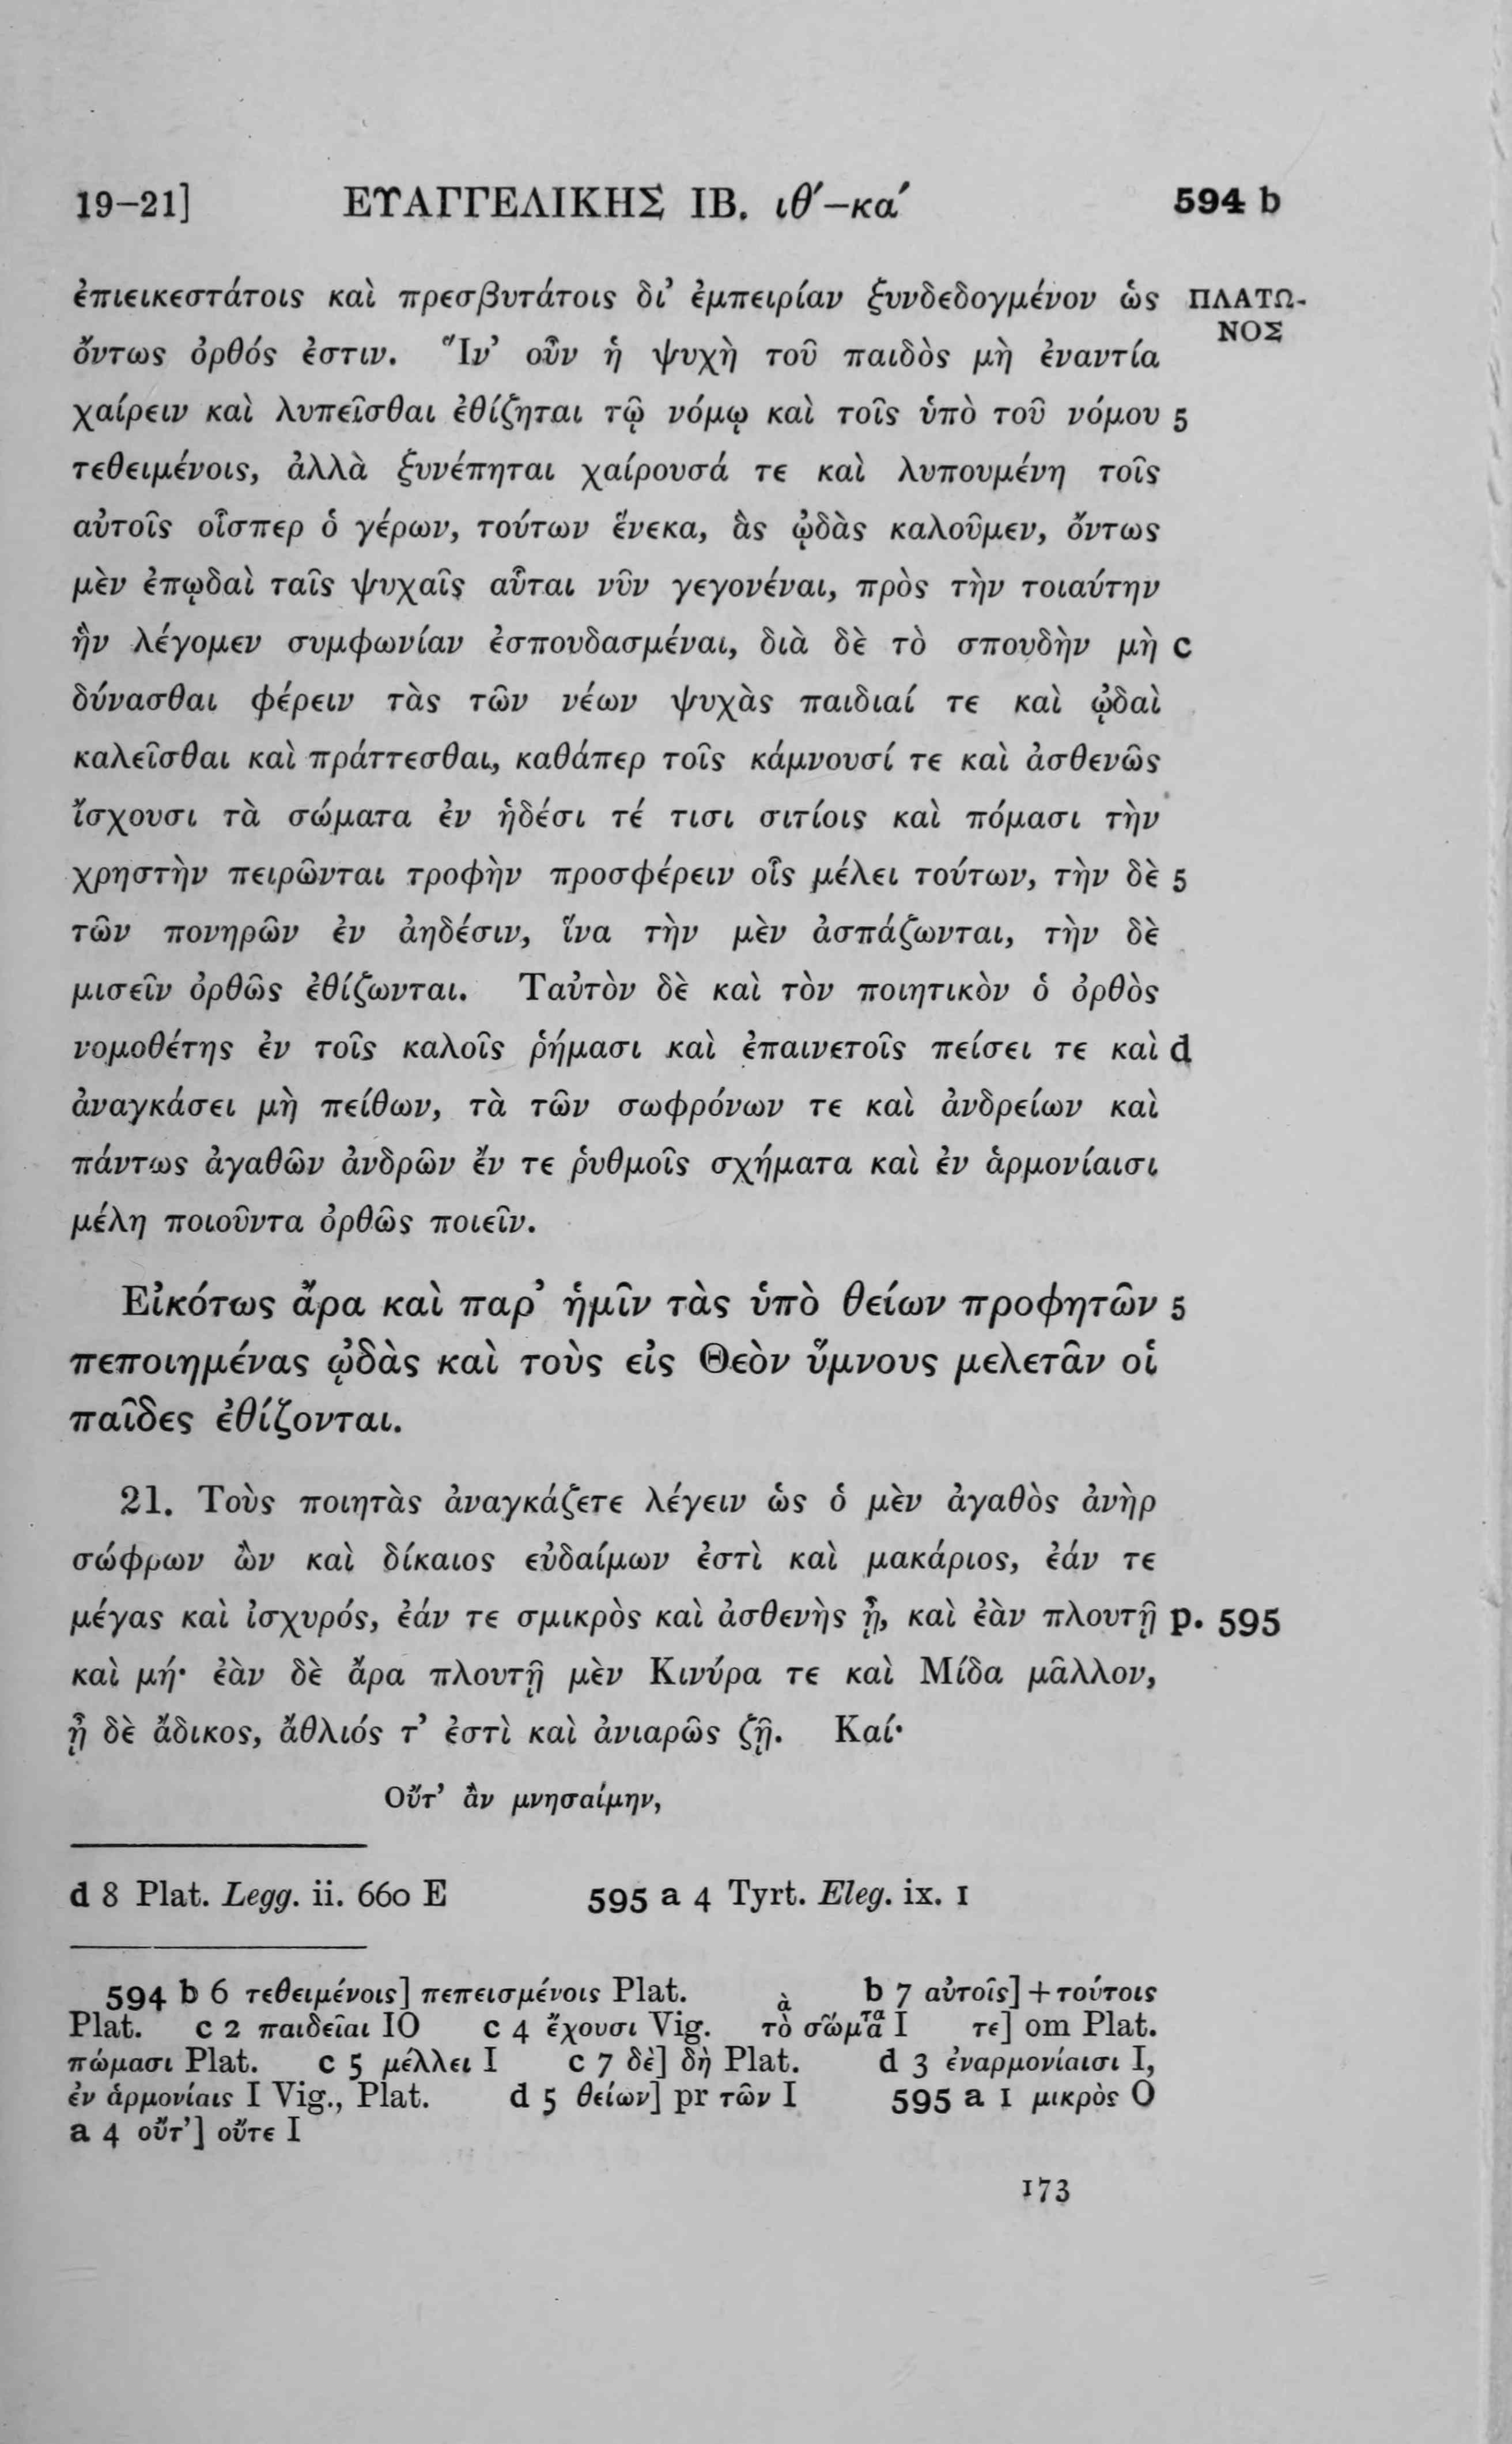 19–21] ΕΥΑΓΓΕΛΙΚΗΣ ΙΒ. ιθ´–κα´ 594 b
ἐπιεικεστάτοις καὶ πρεσβυτάτοις δι’ ἐμπειρίαν ξυνδεδογμένον ὡς ΠΛΑΤΩ-
ΝΟΣ
ὄντως ὀρθός ἐστιν. Ἵν’ οὖν ἡ ψυχὴ τοῦ παιδὸς μὴ ἐναντία
χαίρειν καὶ λυπεῖσθαι ἐθίζηται τῷ νόμῳ καὶ τοῖς ὑπὸ τοῦ νόμου 5
τεθειμένοις, ἀλλὰ ξυνέπηται χαίρουσά τε καὶ λυπουμένη τοῖς
αὐτοῖς οἷσπερ ὁ γέρων, τούτων ἕνεκα, ἃς ᾠδὰς καλοῦμεν, ὄντως
μὲν ἐπῳδαὶ ταῖς ψυχαῖς αὗται νῦν γεγονέναι, πρὸς τὴν τοιαύτην
ἣν λέγομεν συμφωνίαν ἐσπουδασμέναι, διὰ δὲ τὸ σπουδὴν μὴ c
δύνασθαι φέρειν τὰς τῶν νέων ψυχὰς παιδιαί τε καὶ ᾠδαὶ
καλεῖσθαι καὶ πράττεσθαι, καθάπερ τοῖς κάμνουσί τε καὶ ἀσθενῶς
ἴσχουσι τὰ σώματα ἐν ἡδέσι τέ τισι σιτίοις καὶ πόμασι τὴν
χρηστὴν πειρῶνται τροφὴν προσφέρειν οἷς μέλει τούτων, τὴν δὲ 5
τῶν πονηρῶν ἐν ἀηδέσιν, ἵνα τὴν μὲν ἀσπάζωνται, τὴν δὲ
μισεῖν ὀρθῶς ἐθίζωνται. Ταὐτὸν δὲ καὶ τὸν ποιητικὸν ὁ ὀρθὸς
νομοθέτης ἐν τοῖς καλοῖς ῥήμασι καὶ ἐπαινετοῖς πείσει τε καὶ d
ἀναγκάσει μὴ πείθων, τὰ τῶν σωφρόνων τε καὶ ἀνδρείων καὶ
πάντως ἀγαθῶν ἀνδρῶν ἔν τε ῥυθμοῖς σχήματα καὶ ἐν ἁρμονίαισι
μέλη ποιοῦντα ὀρθῶς ποιεῖν.
Εἰκότως ἄρα καὶ παρ’ ἡμῖν τὰς ὑπὸ θείων προφητῶν 5
πεποιημένας ᾠδὰς καὶ τοὺς εἰς Θεὸν ὕμνους μελετᾶν οἱ
παῖδες ἐθίζονται.
21. Τοὺς ποιητὰς ἀναγκάζετε λέγειν ὡς ὁ μὲν ἀγαθὸς ἀνὴρ
σώφρων ὢν καὶ δίκαιος εὐδαίμων ἐστὶ καὶ μακάριος, ἐάν τε
μέγας καὶ ἰσχυρός, ἐάν τε σμικρὸς καὶ ἀσθενὴς ᾖ, καὶ ἐὰν πλουτῇ p. 595
καὶ μή· ἐὰν δὲ ἄρα πλουτῇ μὲν Κινύρα τε καὶ Μίδα μᾶλλον,
ᾖ δὲ ἄδικος, ἄθλιός τ’ ἐστὶ καὶ ἀνιαρῶς ζῇ. Καί·
Οὔτ’ ἂν μνησαίμην,
d 8 Plat. Legg. ii. 660 E 595 a 4 Tyrt. Eleg. ix. 1
594 b 6 τεθειμένοις] πεπεισμένοις Plat. b 7 αὐτοῖς] + τούτοις
Plat. c 2 παιδεῖαι IO c 4 ἔχουσι Vig. τὸ<sup>ὰ</sup> σῶμα<sup>τα</sup> I τε] om Plat.
πώμασι Plat. c 5 μέλλει I c 7 δὲ] δὴ Plat. d 3 ἐναρμονίαισι I,
ἐν ἁρμονίαις I Vig., Plat. d 5 θείων] pr τῶν I 595 a 1 μικρὸς O
a 4 οὔτ’] οὔτε I
173